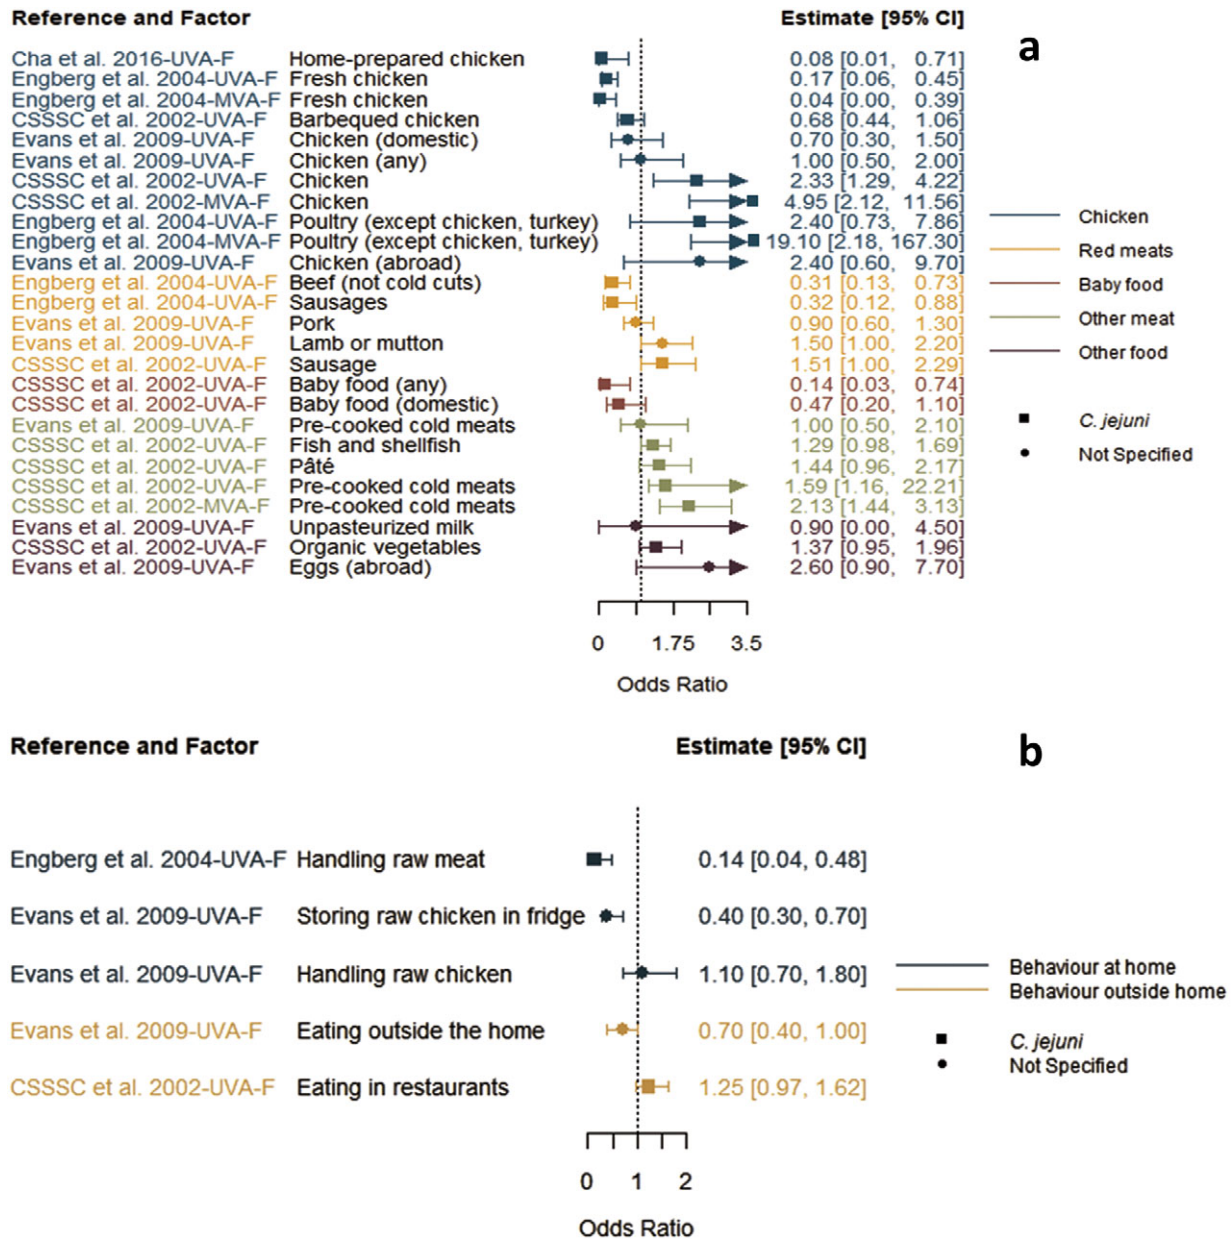 Reference and Factor Estimate [95% CI] a
Cha et al. 2016-UVA-F Home-prepared chicken 0.08 [0.01, 0.71]
Engberg et al. 2004-UVA-F Fresh chicken 0.17 [0.06, 0.45]
Engberg et al. 2004-MVA-F Fresh chicken 0.04 [0.00, 0.39]
CSSSC et al. 2002-UVA-F Barbequed chicken 0.68 [0.44, 1.06]
Evans et al. 2009-UVA-F Chicken (domestic) 0.70 [0.30, 1.50]
Evans et al. 2009-UVA-F Chicken (any) 1.00 [0.50, 2.00]
CSSSC et al. 2002-UVA-F Chicken 2.33 [1.29, 4.22]
CSSSC et al. 2002-MVA-F Chicken 4.95 [2.12, 11.56]
Engberg et al. 2004-UVA-F Poultry (except chicken, turkey) 2.40 [0.73, 7.86]
Engberg et al. 2004-MVA-F Poultry (except chicken, turkey) 19.10 [2.18, 167.30]
Evans et al. 2009-UVA-F Chicken (abroad) 2.40 [0.60, 9.70]
Engberg et al. 2004-UVA-F Beef (not cold cuts) 0.31 [0.13, 0.73]
Engberg et al. 2004-UVA-F Sausages 0.32 [0.12, 0.88]
Evans et al. 2009-UVA-F Pork 0.90 [0.60, 1.30]
Evans et al. 2009-UVA-F Lamb or mutton 1.50 [1.00, 2.20]
CSSSC et al. 2002-UVA-F Sausage 1.51 [1.00, 2.29]
CSSSC et al. 2002-UVA-F Baby food (any) 0.14 [0.03, 0.74]
CSSSC et al. 2002-UVA-F Baby food (domestic) 0.47 [0.20, 1.10]
Evans et al. 2009-UVA-F Pre-cooked cold meats 1.00 [0.50, 2.10]
CSSSC et al. 2002-UVA-F Fish and shellfish 1.29 [0.98, 1.69]
CSSSC et al. 2002-UVA-F Pâté 1.44 [0.96, 2.17]
CSSSC et al. 2002-UVA-F Pre-cooked cold meats 1.59 [1.16, 22.21]
CSSSC et al. 2002-MVA-F Pre-cooked cold meats 2.13 [1.44, 3.13]
Evans et al. 2009-UVA-F Unpasteurized milk 0.90 [0.00, 4.50]
CSSSC et al. 2002-UVA-F Organic vegetables 1.37 [0.95, 1.96]
Evans et al. 2009-UVA-F Eggs (abroad) 2.60 [0.90, 7.70]
Chicken
Red meats
Baby food
Other meat
Other food
C. jejuni
Not Specified
0 1.75 3.5
Odds Ratio
Reference and Factor Estimate [95% CI] b
Engberg et al. 2004-UVA-F Handling raw meat 0.14 [0.04, 0.48]
Evans et al. 2009-UVA-F Storing raw chicken in fridge 0.40 [0.30, 0.70]
Evans et al. 2009-UVA-F Handling raw chicken 1.10 [0.70, 1.80]
Evans et al. 2009-UVA-F Eating outside the home 0.70 [0.40, 1.00]
CSSSC et al. 2002-UVA-F Eating in restaurants 1.25 [0.97, 1.62]
Behaviour at home
Behaviour outside home
C. jejuni
Not Specified
0 1 2
Odds Ratio